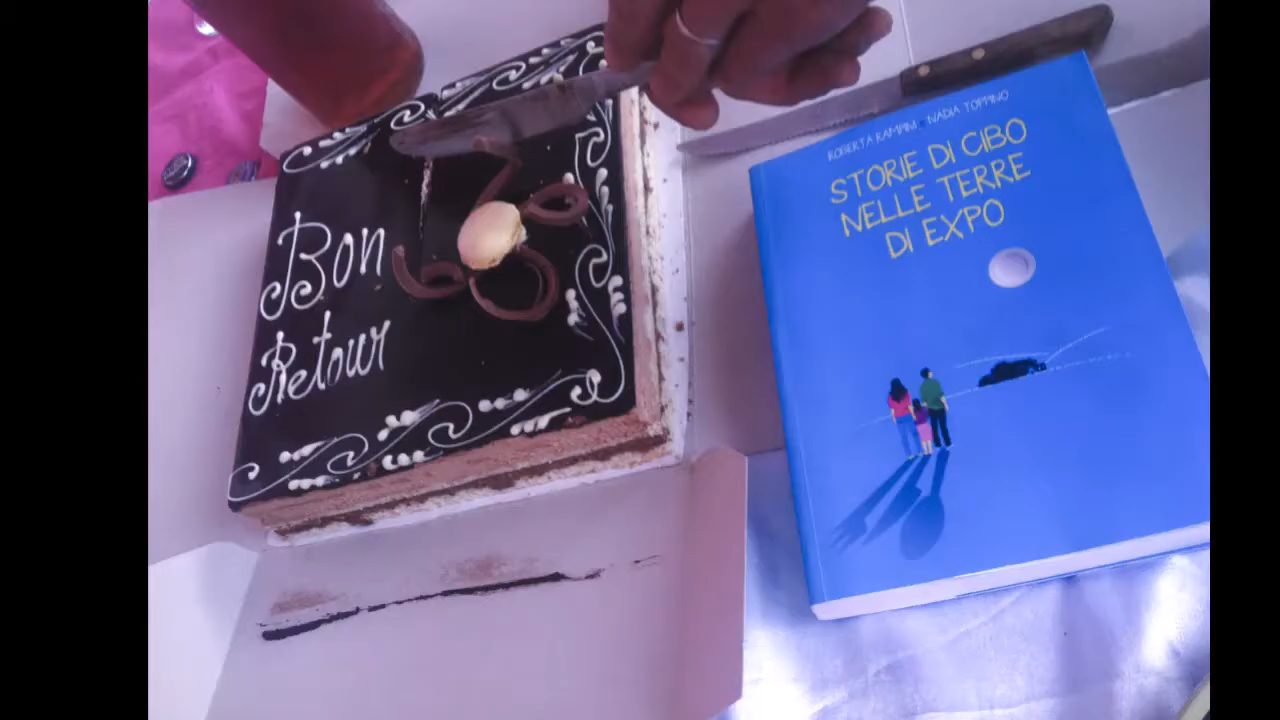 Bon
Retour
ROBERTA RAMPINI e NADIA TOPPINO
STORIE DI CIBO
NELLE TERRE
DI EXPO